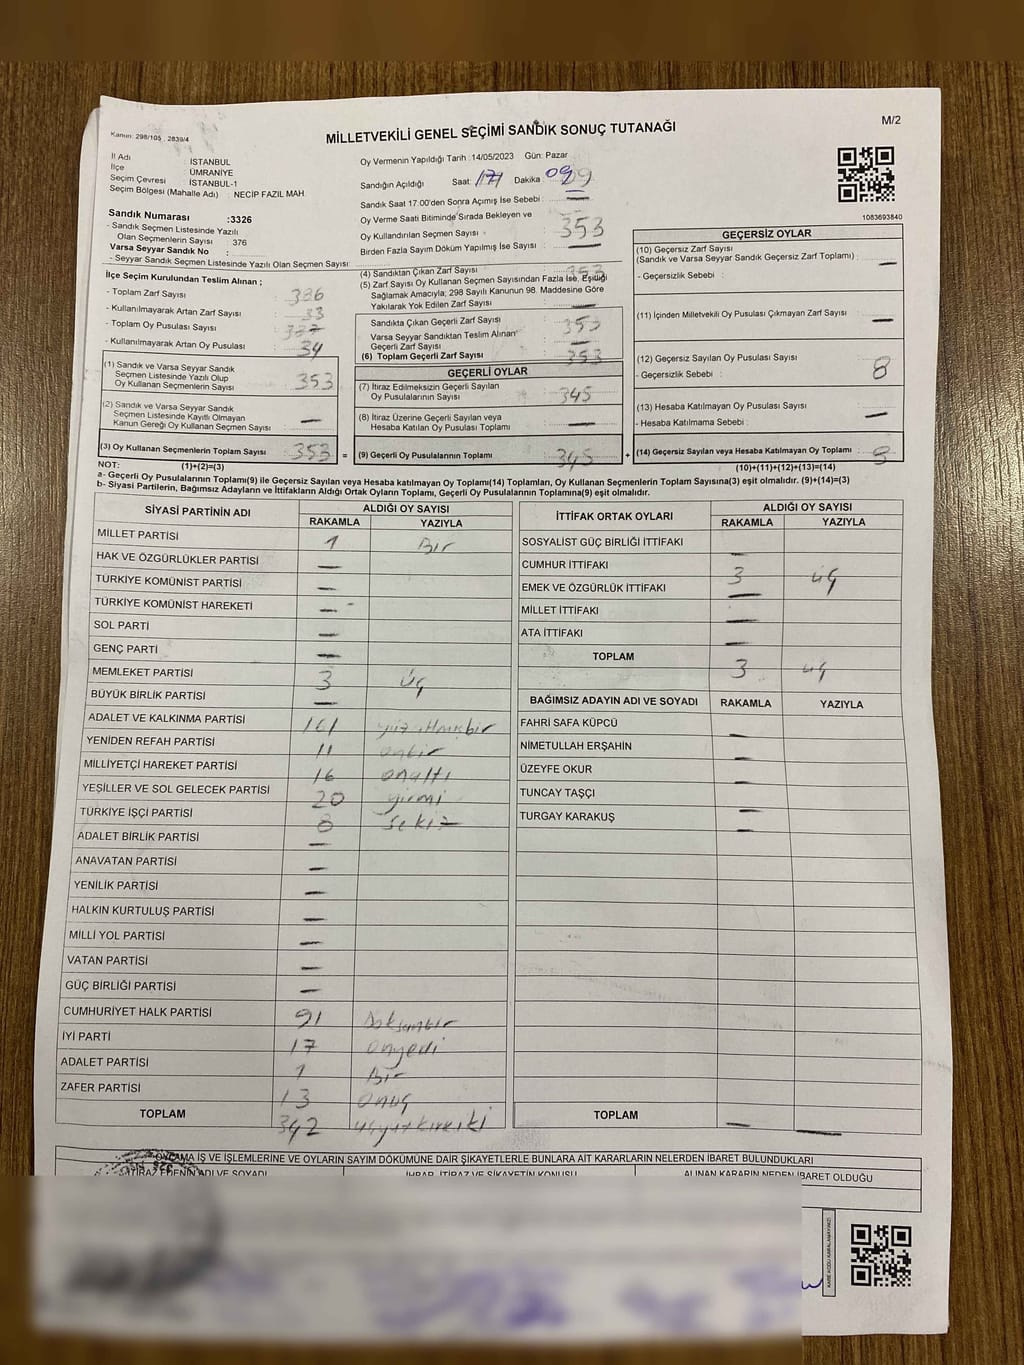 Kanun: 298/105 , 2839/4
MİLLETVEKİLİ GENEL SEÇİMİ SANDIK SONUÇ TUTANAĞI
M/2
İl Adı : İSTANBUL
İlçe : ÜMRANİYE
Seçim Çevresi : İSTANBUL-1
Seçim Bölgesi (Mahalle Adı) : NECİP FAZIL MAH.
Sandık Numarası :3326
- Sandık Seçmen Listesinde Yazılı
Olan Seçmenlerin Sayısı : 376
Varsa Seyyar Sandık No :
- Seyyar Sandık Seçmen Listesinde Yazılı Olan Seçmen Sayısı:
İlçe Seçim Kurulundan Teslim Alınan ;
- Toplam Zarf Sayısı :
- Kullanılmayarak Artan Zarf Sayısı : 33
- Toplam Oy Pusulası Sayısı :
- Kullanılmayarak Artan Oy Pusulası : 34
(1) Sandık ve Varsa Seyyar Sandık
Seçmen Listesinde Yazılı Olup
Oy Kullanan Seçmenlerin Sayısı : 353
(2) Sandık ve Varsa Seyyar Sandık
Seçmen Listesinde Kayıtlı Olmayan
Kanun Gereği Oy Kullanan Seçmen Sayısı : —
(3) Oy Kullanan Seçmenlerin Toplam Sayısı : 353 =
Oy Vermenin Yapıldığı Tarih :14/05/2023 Gün: Pazar
Sandığın Açıldığı Saat: 17 Dakika: 09
Sandık Saat 17:00'den Sonra Açımış İse Sebebi : —
Oy Verme Saati Bitiminde Sırada Bekleyen ve
Oy Kullandırılan Seçmen Sayısı : 353
Birden Fazla Sayım Döküm Yapılmış İse Sayısı : —
(4) Sandıktan Çıkan Zarf Sayısı : 353
(5) Zarf Sayısı Oy Kullanan Seçmen Sayısından Fazla İse, Eşitliği
Sağlamak Amacıyla; 298 Sayılı Kanunun 98. Maddesine Göre
Yakılarak Yok Edilen Zarf Sayısı : —
Sandıkta Çıkan Geçerli Zarf Sayısı : 353
Varsa Seyyar Sandıktan Teslim Alınan
Geçerli Zarf Sayısı : —
(6) Toplam Geçerli Zarf Sayısı : 353
GEÇERLİ OYLAR
(7) İtiraz Edilmeksizin Geçerli Sayılan
Oy Pusulalarının Sayısı : 345
(8) İtiraz Üzerine Geçerli Sayılan veya
Hesaba Katılan Oy Pusulası Toplamı : —
(9) Geçerli Oy Pusulalarının Toplamı : 345 +
1083693840
GEÇERSİZ OYLAR
(10) Geçersiz Zarf Sayısı
(Sandık ve Varsa Seyyar Sandık Geçersiz Zarf Toplamı) : —
- Geçersizlik Sebebi :
(11) İçinden Milletvekili Oy Pusulası Çıkmayan Zarf Sayısı : —
(12) Geçersiz Sayılan Oy Pusulası Sayısı : 8
- Geçersizlik Sebebi :
(13) Hesaba Katılmayan Oy Pusulası Sayısı : —
- Hesaba Katılmama Sebebi :
(14) Geçersiz Sayılan veya Hesaba Katılmayan Oy Toplamı : 8
NOT: (1)+(2)=(3) (10)+(11)+(12)+(13)=(14)
a- Geçerli Oy Pusulalarının Toplamı(9) ile Geçersiz Sayılan veya Hesaba Katılmayan Oy Toplamı(14) Toplamları, Oy Kullanan Seçmenlerin Toplam Sayısına(3) eşit olmalıdır. (9)+(14)=(3)
b- Siyasi Partilerin, Bağımsız Adayların ve İttifakların Aldığı Ortak Oyların Toplamı, Geçerli Oy Pusulalarının Toplamına(9) eşit olmalıdır.
SİYASİ PARTİNİN ADI ALDIĞI OY SAYISI
RAKAMLA YAZIYLA
MİLLET PARTİSİ 1 Bir
HAK VE ÖZGÜRLÜKLER PARTİSİ —
TÜRKİYE KOMÜNİST PARTİSİ —
TÜRKİYE KOMÜNİST HAREKETİ —
SOL PARTİ —
GENÇ PARTİ —
MEMLEKET PARTİSİ 3 üç
BÜYÜK BİRLİK PARTİSİ —
ADALET VE KALKINMA PARTİSİ 161 yüzatmışbir
YENİDEN REFAH PARTİSİ 11 onbir
MİLLİYETÇİ HAREKET PARTİSİ 16 onaltı
YEŞİLLER VE SOL GELECEK PARTİSİ 20 yirmi
TÜRKİYE İŞÇİ PARTİSİ 8 sekiz
ADALET BİRLİK PARTİSİ —
ANAVATAN PARTİSİ —
YENİLİK PARTİSİ —
HALKIN KURTULUŞ PARTİSİ —
MİLLİ YOL PARTİSİ —
VATAN PARTİSİ —
GÜÇ BİRLİĞİ PARTİSİ —
CUMHURİYET HALK PARTİSİ 91 Doksanbir
İYİ PARTİ 17 onyedi
ADALET PARTİSİ 1 Bir
ZAFER PARTİSİ 13 onuç
TOPLAM 342 üçyüzkırkiki
İTTİFAK ORTAK OYLARI ALDIĞI OY SAYISI
RAKAMLA YAZIYLA
SOSYALİST GÜÇ BİRLİĞİ İTTİFAKI —
CUMHUR İTTİFAKI 3 üç
EMEK VE ÖZGÜRLÜK İTTİFAKI —
MİLLET İTTİFAKI —
ATA İTTİFAKI —
TOPLAM 3 üç
BAĞIMSIZ ADAYIN ADI VE SOYADI RAKAMLA YAZIYLA
FAHRİ SAFA KÜPCÜ —
NİMETULLAH ERŞAHİN —
ÜZEYFE OKUR —
TUNCAY TAŞÇI —
TURGAY KARAKUŞ —
TOPLAM — —
OYLAMA İŞ VE İŞLEMLERİNE VE OYLARIN SAYIM DÖKÜMÜNE DAİR ŞİKAYETLERLE BUNLARA AİT KARARLARIN NELERDEN İBARET BULUNDUKLARI
İTİRAZ EDENİN ADI VE SOYADI İHBAR, İTİRAZ VE ŞİKAYETİN KONUSU ALINAN KARARIN NEDEN İBARET OLDUĞU
KARE KODU KARALAMAYINIZ!